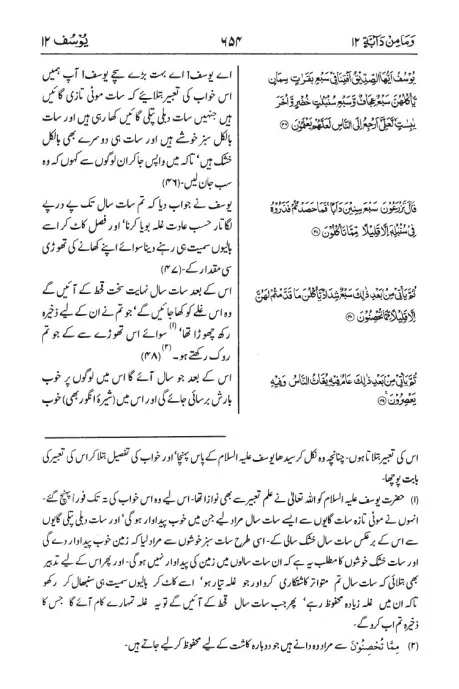 وَمَا مِنْ دَآبَّةٍ ۱۲
۶۵۴
يُوْسُف ۱۲
يُوْسُفُ اَيُّهَا الصِّدِّيْقُ اَفْتِنَا فِيْ سَبْعِ بَقَرٰتٍ سِمَانٍ
يَّاْكُلُهُنَّ سَبْعٌ عِجَافٌ وَّسَبْعِ سُنْۢبُلٰتٍ خُضْرٍ وَّاُخَرَ
يٰبِسٰتٍ لَّعَلِّيْٓ اَرْجِعُ اِلَى النَّاسِ لَعَلَّهُمْ يَعْلَمُوْنَ ۝۴۶
اے یوسف! اے بہت بڑے سچے یوسف! آپ ہمیں
اس خواب کی تعبیر بتلائیے کہ سات موٹی تازی گائیں
ہیں جنہیں سات دبلی پتلی گائیں کھا رہی ہیں اور سات
بالکل سبز خوشے ہیں اور سات ہی دوسرے بھی بالکل
خشک ہیں' تاکہ میں واپس جاکر ان لوگوں سے کہوں کہ وہ
سب جان لیں۔(۴۶)
قَالَ تَزْرَعُوْنَ سَبْعَ سِنِيْنَ دَاَبًا فَمَا حَصَدْتُّمْ فَذَرُوْهُ
فِيْ سُنْۢبُلِهٖٓ اِلَّا قَلِيْلًا مِّمَّا تَاْكُلُوْنَ ۝۴۷
یوسف نے جواب دیا کہ تم سات سال تک پے درپے
لگاتار حسب عادت غلہ بویا کرنا' اور فصل کاٹ کر اسے
بالیوں سمیت ہی رہنے دینا سوائے اپنے کھانے کی تھوڑی
سی مقدار کے۔(۴۷)
ثُمَّ يَاْتِيْ مِنْۢ بَعْدِ ذٰلِكَ سَبْعٌ شِدَادٌ يَّاْكُلْنَ مَا قَدَّمْتُمْ لَهُنَّ
اِلَّا قَلِيْلًا مِّمَّا تُحْصِنُوْنَ ۝۴۸
اس کے بعد سات سال نہایت سخت قحط کے آئیں گے
وہ اس غلے کو کھا جائیں گے' جو تم نے ان کے لیے ذخیرہ
رکھ چھوڑا تھا'(۱) سوائے اس تھوڑے سے کے جو تم
روک رکھتے ہو۔(۲) (۴۸)
ثُمَّ يَاْتِيْ مِنْۢ بَعْدِ ذٰلِكَ عَامٌ فِيْهِ يُغَاثُ النَّاسُ وَفِيْهِ
يَعْصِرُوْنَ ۝۴۹
اس کے بعد جو سال آئے گا اس میں لوگوں پر خوب
بارش برسائی جائے گی اور اس میں (شیرۂ انگور بھی) خوب
اس کی تعبیر بتلاتا ہوں۔ چنانچہ وہ نکل کر سیدھا یوسف علیہ السلام کے پاس پہنچا' اور خواب کی تفصیل بتلا کر اس کی تعبیر کی
بابت پوچھا۔
(۱) حضرت یوسف علیہ السلام کو اللہ تعالیٰ نے علم تعبیر سے بھی نوازا تھا۔ اس لیے وہ اس خواب کی تہ تک فوراً پہنچ گئے۔
انہوں نے موٹی تازہ سات گایوں سے ایسے سات سال مراد لیے جن میں خوب پیداوار ہو گی' اور سات دبلی پتلی گایوں
سے اس کے برعکس سات سال خشک سالی کے۔ اسی طرح سات سبز خوشوں سے مراد لیا کہ زمین خوب پیداوار دے گی
اور سات خشک خوشوں کا مطلب یہ ہے کہ ان سات سالوں میں زمین کی پیداوار نہیں ہو گی۔ اور پھر اس کے لیے تدبیر
بھی بتلائی کہ سات سال تم متواتر کاشتکاری کرو اور جو غلہ تیار ہو' اسے کاٹ کر بالیوں سمیت ہی سنبھال کر رکھو
تاکہ ان میں غلہ زیادہ محفوظ رہے' پھر جب سات سال قحط کے آئیں گے تو یہ غلہ تمہارے کام آئے گا جس کا
ذخیرہ تم اب کرو گے۔
(۲) مِمَّا تُحْصِنُوْنَ سے مراد وہ دانے ہیں جو دوبارہ کاشت کے لیے محفوظ کر لیے جاتے ہیں۔